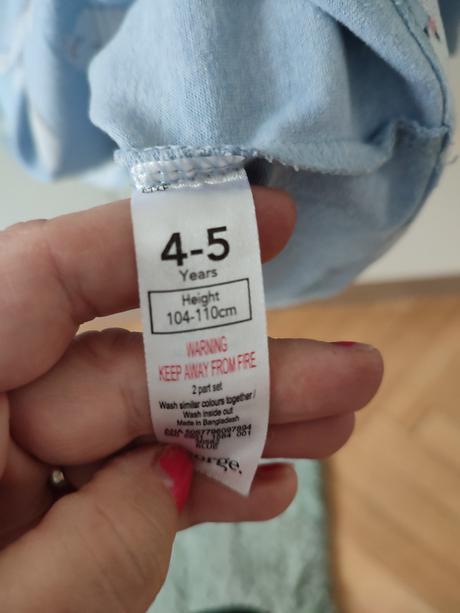 4-5
Years
Height
104-110cm
WARNING
KEEP AWAY FROM FIRE
2 part set
Wash similar colours together /
Wash inside out
Made in Bangladesh
BLUE